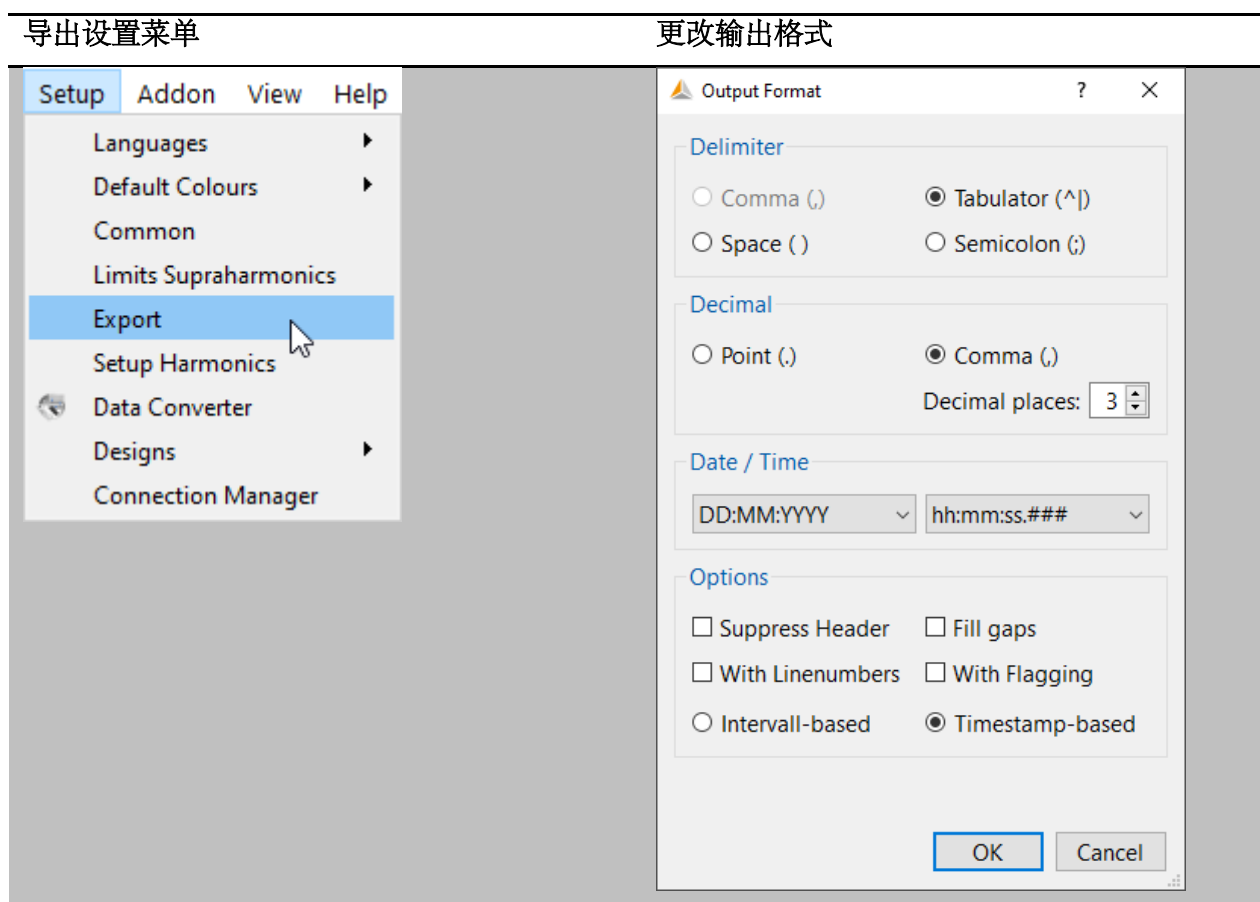 导出设置菜单
更改输出格式
Setup Addon View Help
Languages
Default Colours
Common
Limits Supraharmonics
Export
Setup Harmonics
Data Converter
Designs
Connection Manager
Output Format ?
Delimiter
Comma (,) Tabulator (^|)
Space ( ) Semicolon (;)
Decimal
Point (.) Comma (,)
Decimal places: 3
Date / Time
DD:MM:YYYY hh:mm:ss.###
Options
Suppress Header Fill gaps
With Linenumbers With Flagging
Intervall-based Timestamp-based
OK Cancel